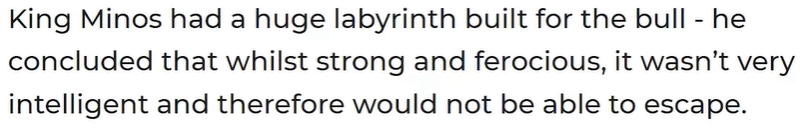 King Minos had a huge labyrinth built for the bull - he
concluded that whilst strong and ferocious, it wasn’t very
intelligent and therefore would not be able to escape.